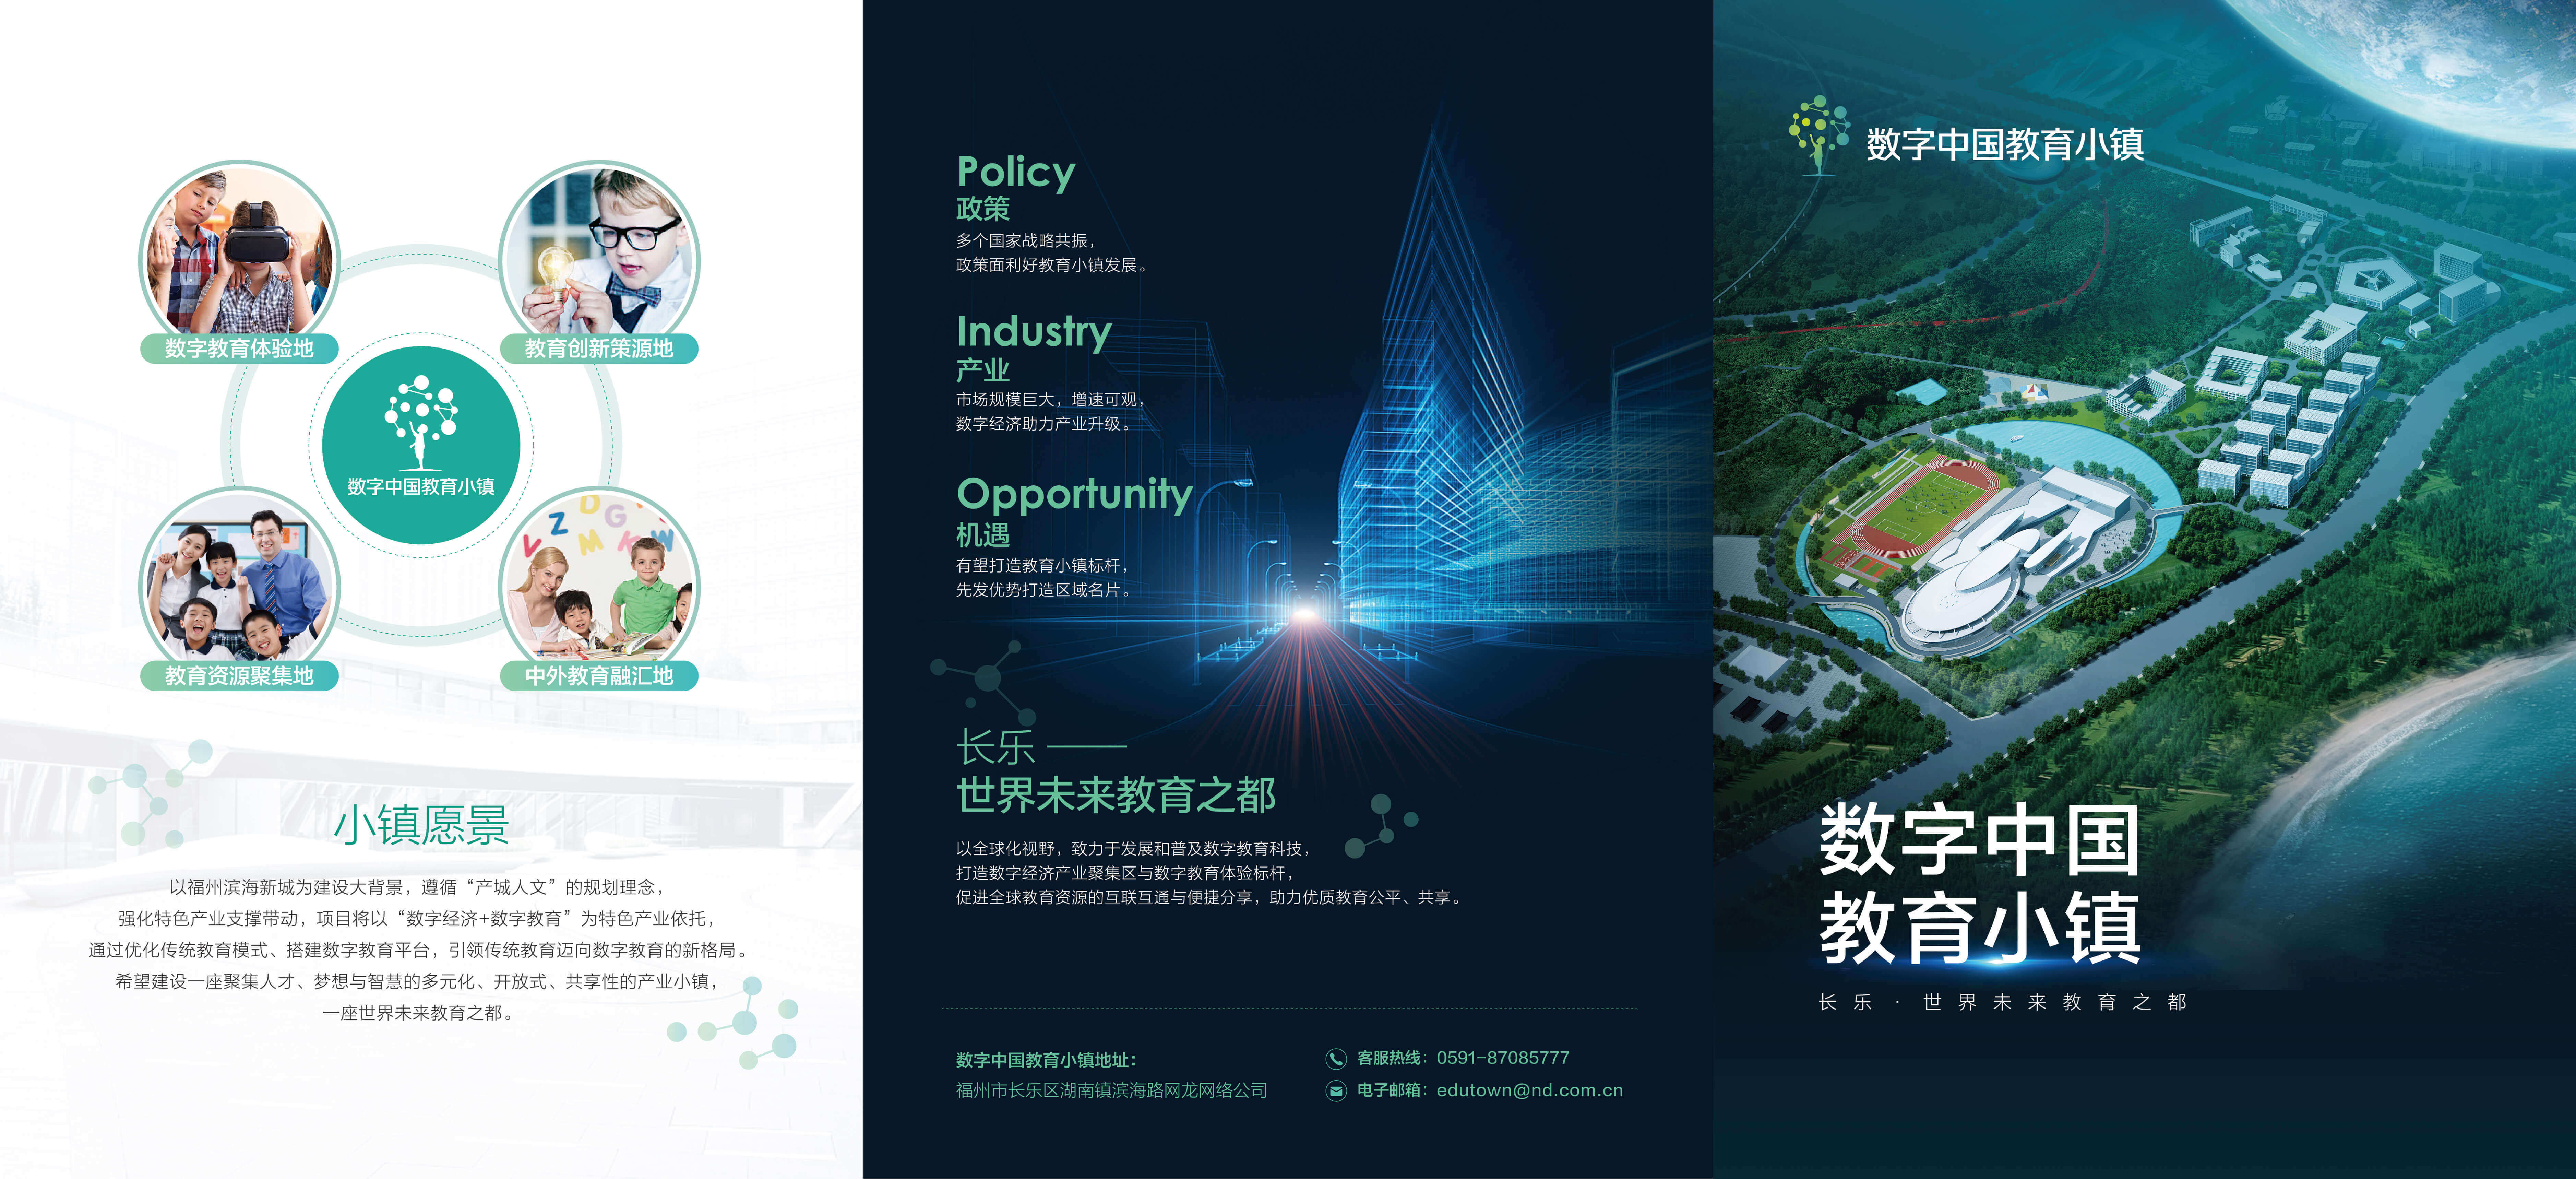 数字教育体验地
教育创新策源地
数字中国教育小镇
教育资源聚集地
中外教育融汇地
小镇愿景
以福州滨海新城为建设大背景，遵循“产城人文”的规划理念，
强化特色产业支撑带动，项目将以“数字经济+数字教育”为特色产业依托，
通过优化传统教育模式、搭建数字教育平台，引领传统教育迈向数字教育的新格局。
希望建设一座聚集人才、梦想与智慧的多元化、开放式、共享性的产业小镇，
一座世界未来教育之都。
Policy
政策
多个国家战略共振，
政策面利好教育小镇发展。
Industry
产业
市场规模巨大，增速可观，
数字经济助力产业升级。
Opportunity
机遇
有望打造教育小镇标杆，
先发优势打造区域名片。
长乐——
世界未来教育之都
以全球化视野，致力于发展和普及数字教育科技，
打造数字经济产业聚集区与数字教育体验标杆，
促进全球教育资源的互联互通与便捷分享，助力优质教育公平、共享。
数字中国教育小镇地址：
福州市长乐区湖南镇滨海路网龙网络公司
客服热线：0591-87085777
电子邮箱：edutown@nd.com.cn
数字中国教育小镇
数字中国
教育小镇
长乐·世界未来教育之都
V Z D G M K W